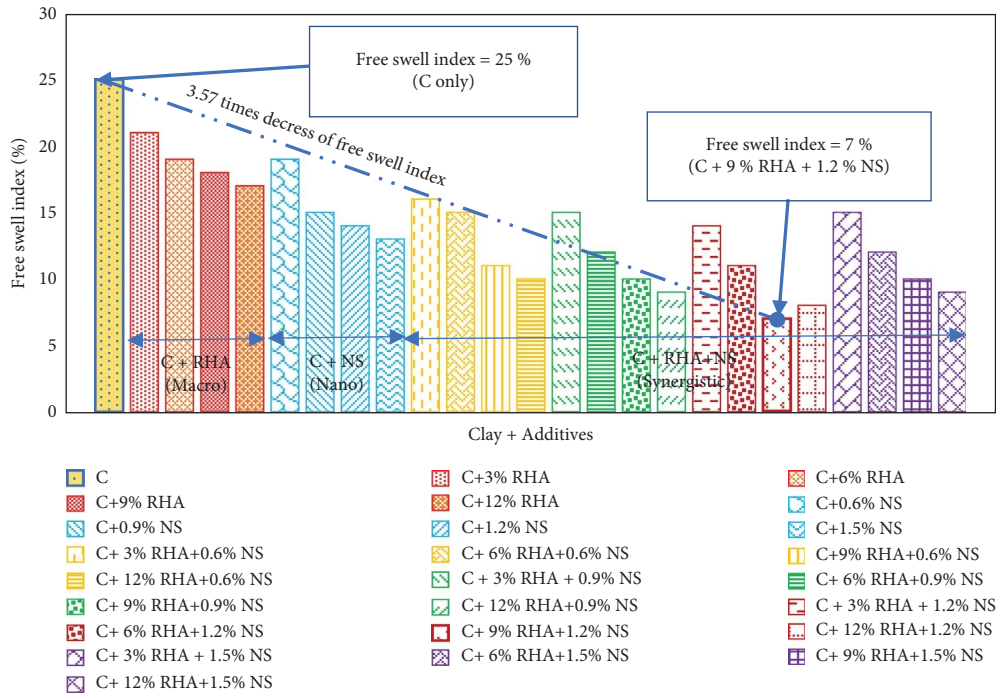 30
25
20
15
10
5
0
Free swell index (%)
Free swell index = 25 %
(C only)
3.57 times decress of free swell index
Free swell index = 7 %
(C + 9 % RHA + 1.2 % NS)
C + RHA
(Macro)
C + NS
(Nano)
C + RHA+NS
(Synergistic)
Clay + Additives
C
C+3% RHA
C+6% RHA
C+9% RHA
C+12% RHA
C+0.6% NS
C+0.9% NS
C+1.2% NS
C+1.5% NS
C+ 3% RHA+0.6% NS
C+ 6% RHA+0.6% NS
C+9% RHA+0.6% NS
C+ 12% RHA+0.6% NS
C + 3% RHA + 0.9% NS
C+ 6% RHA+0.9% NS
C+ 9% RHA+0.9% NS
C+ 12% RHA+0.9% NS
C + 3% RHA + 1.2% NS
C+ 6% RHA+1.2% NS
C+ 9% RHA+1.2% NS
C+ 12% RHA+1.2% NS
C+ 3% RHA + 1.5% NS
C+ 6% RHA+1.5% NS
C+ 9% RHA+1.5% NS
C+ 12% RHA+1.5% NS